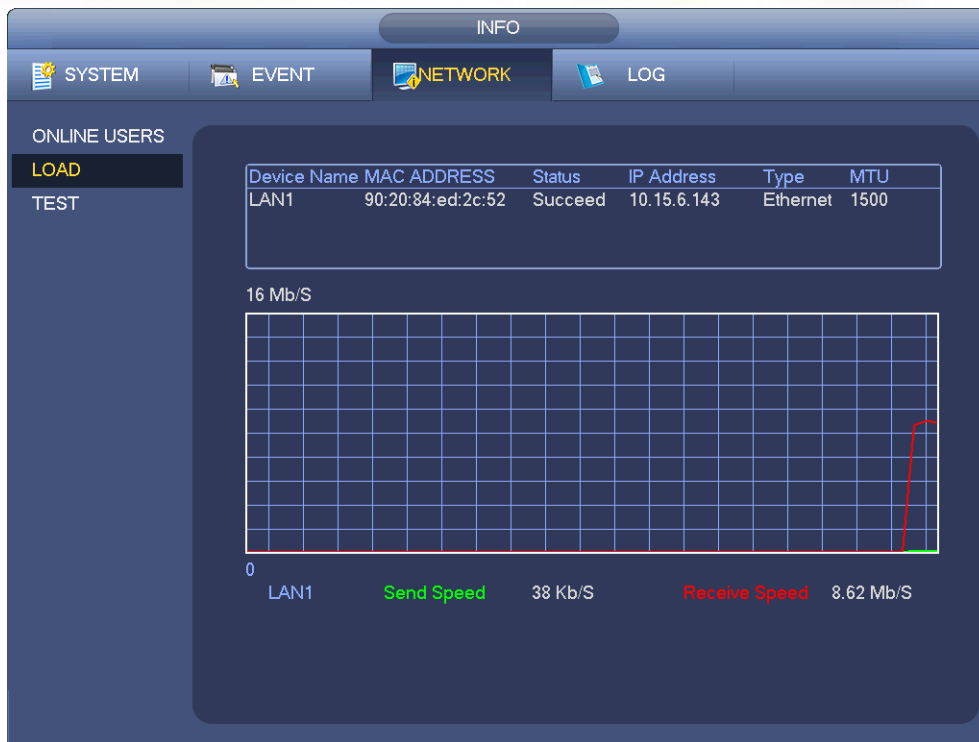 INFO
SYSTEM EVENT NETWORK LOG
ONLINE USERS
LOAD
TEST
Device Name MAC ADDRESS Status IP Address Type MTU
LAN1 90:20:84:ed:2c:52 Succeed 10.15.6.143 Ethernet 1500
16 Mb/S
0
LAN1 Send Speed 38 Kb/S Receive Speed 8.62 Mb/S